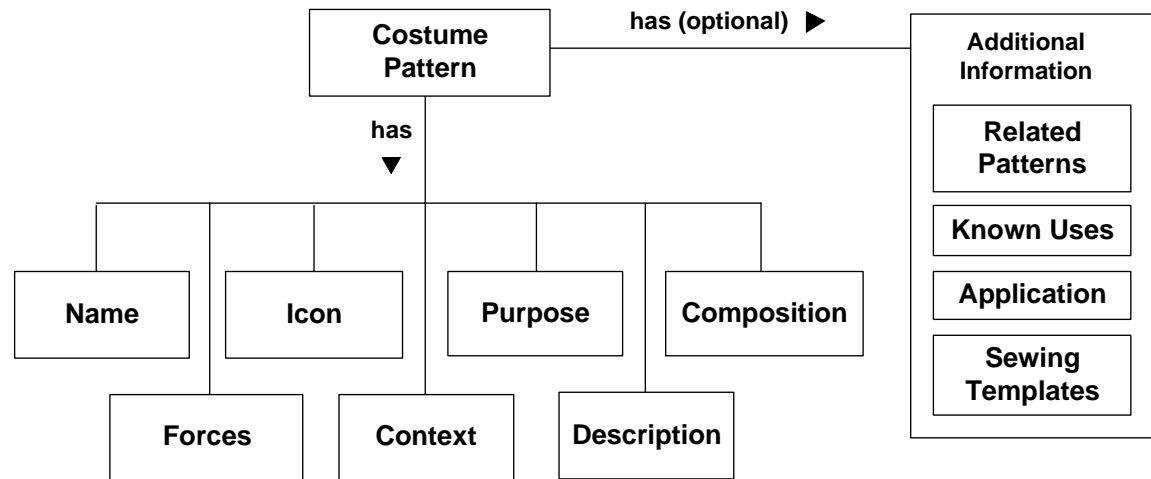 Costume
Pattern
has (optional)
has
Additional
Information
Related
Patterns
Known Uses
Application
Sewing
Templates
Name
Icon
Purpose
Composition
Forces
Context
Description